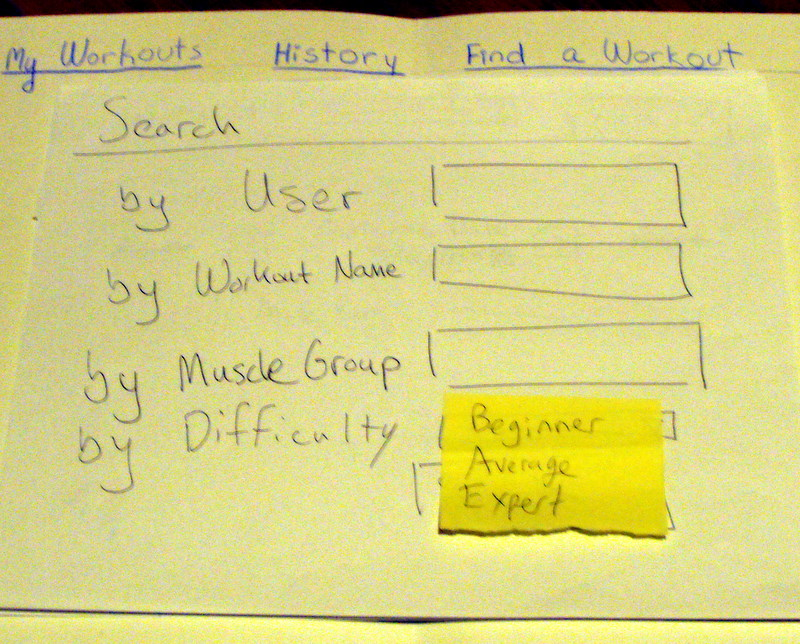 My Workouts History Find a Workout
Search
by User
by Workout Name
by Muscle Group
by Difficulty
Beginner
Average
Expert